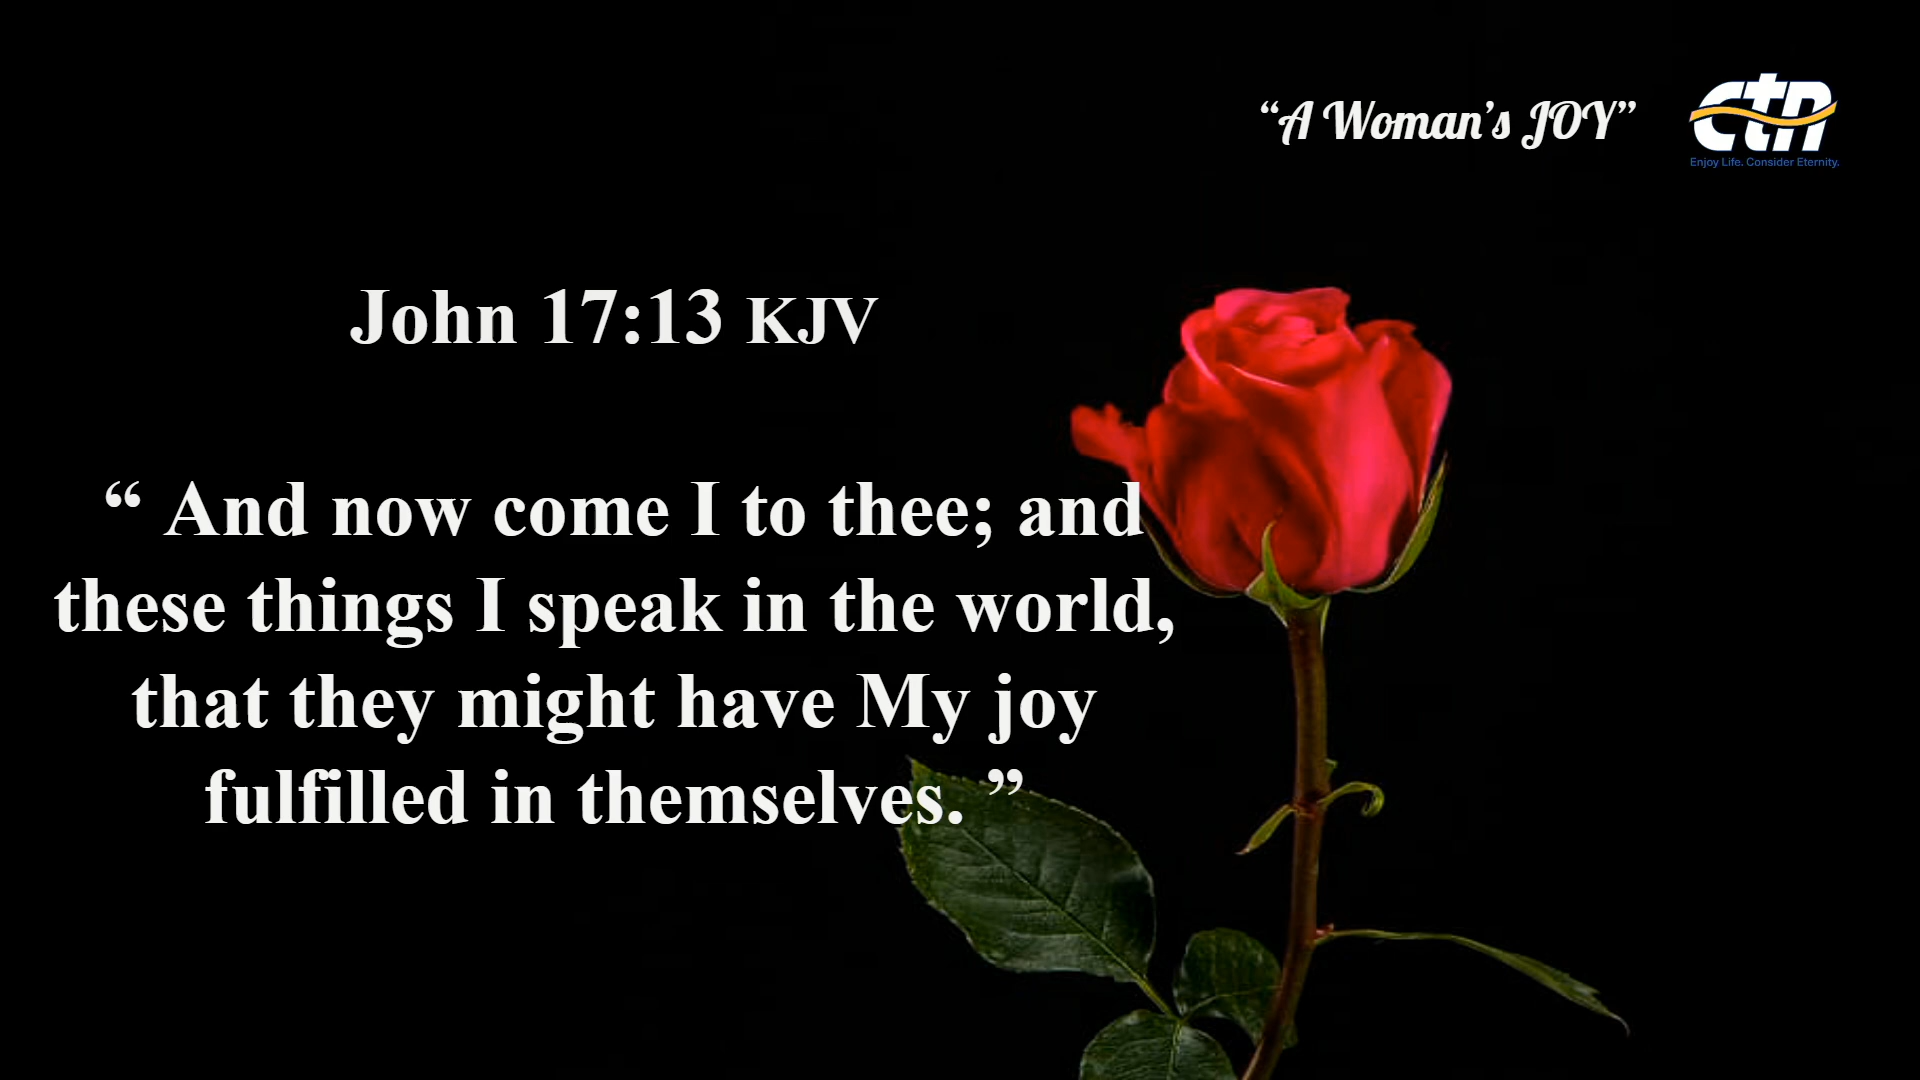 “A Woman’s JOY”
ctn
Enjoy Life. Consider Eternity.
John 17:13 KJV
“ And now come I to thee; and
these things I speak in the world,
that they might have My joy
fulfilled in themselves. ”